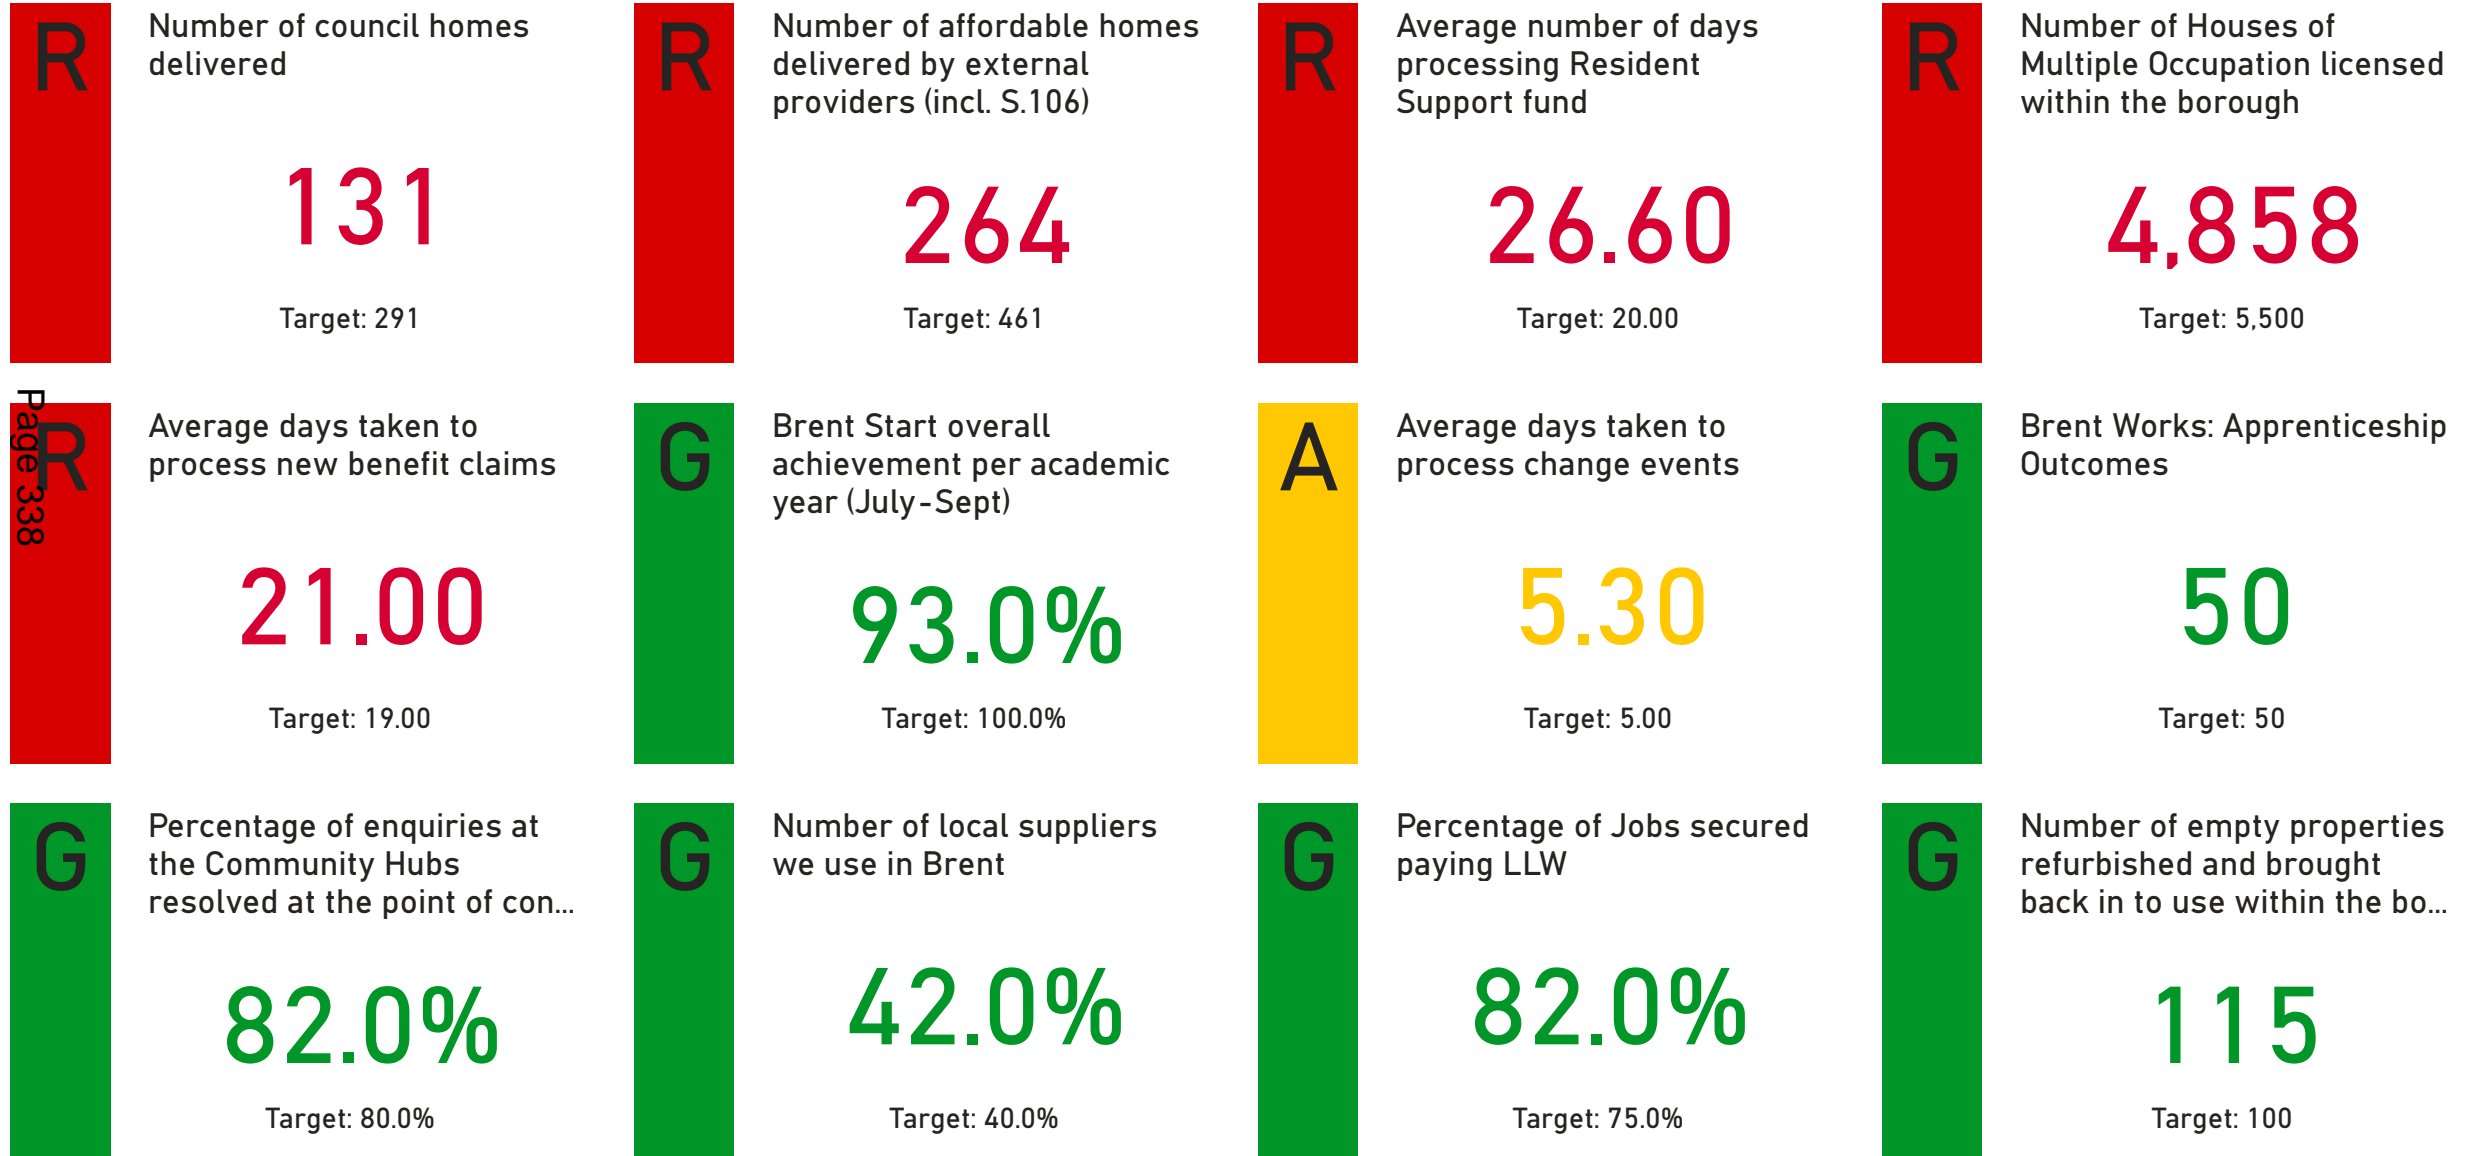 R
Number of council homes
delivered
131
Target: 291
R
Number of affordable homes
delivered by external
providers (incl. S.106)
264
Target: 461
R
Average number of days
processing Resident
Support fund
26.60
Target: 20.00
R
Number of Houses of
Multiple Occupation licensed
within the borough
4,858
Target: 5,500
Page 338
R
Average days taken to
process new benefit claims
21.00
Target: 19.00
G
Brent Start overall
achievement per academic
year (July-Sept)
93.0%
Target: 100.0%
A
Average days taken to
process change events
5.30
Target: 5.00
G
Brent Works: Apprenticeship
Outcomes
50
Target: 50
G
Percentage of enquiries at
the Community Hubs
resolved at the point of con...
82.0%
Target: 80.0%
G
Number of local suppliers
we use in Brent
42.0%
Target: 40.0%
G
Percentage of Jobs secured
paying LLW
82.0%
Target: 75.0%
G
Number of empty properties
refurbished and brought
back in to use within the bo...
115
Target: 100